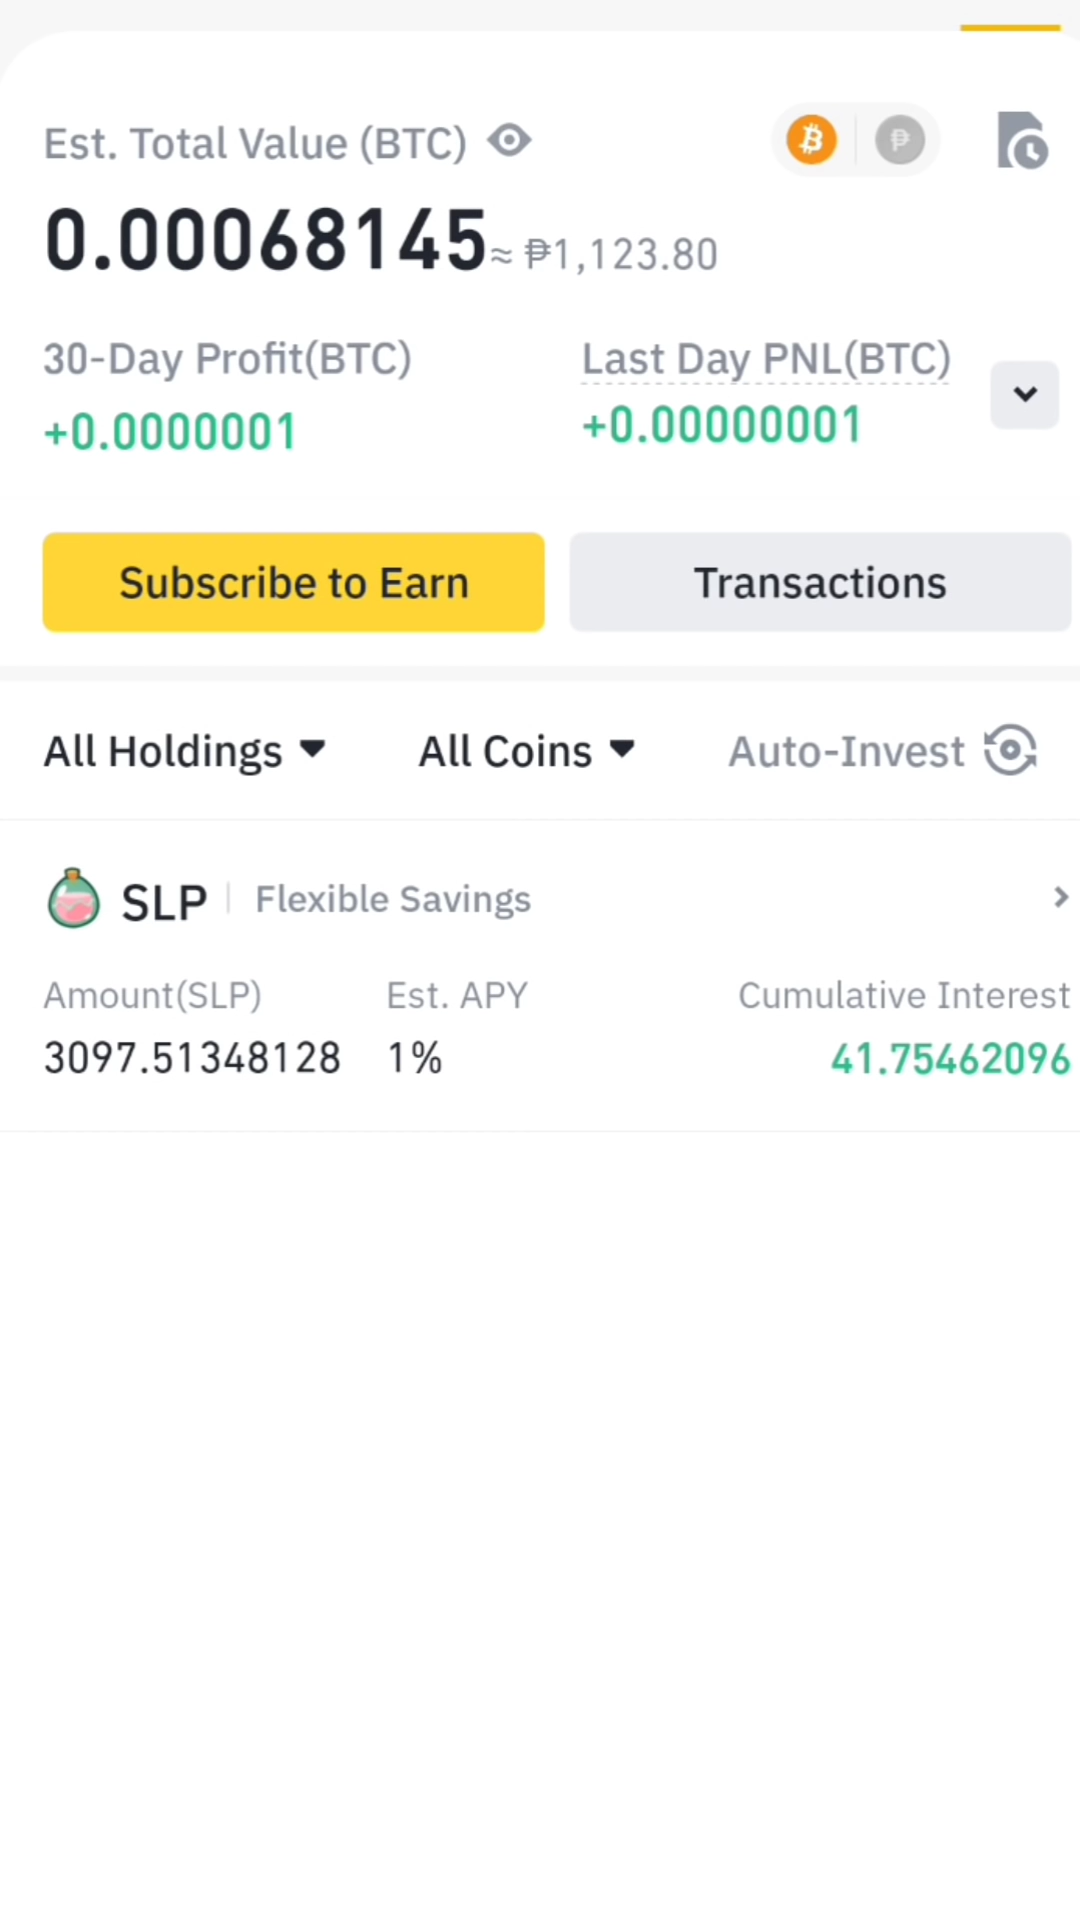 Est. Total Value (BTC)
0.00068145 ≈ ₱1,123.80
30-Day Profit(BTC) Last Day PNL(BTC)
+0.0000001 +0.00000001
Subscribe to Earn Transactions
All Holdings All Coins Auto-Invest
SLP Flexible Savings
Amount(SLP) Est. APY Cumulative Interest
3097.51348128 1% 41.75462096